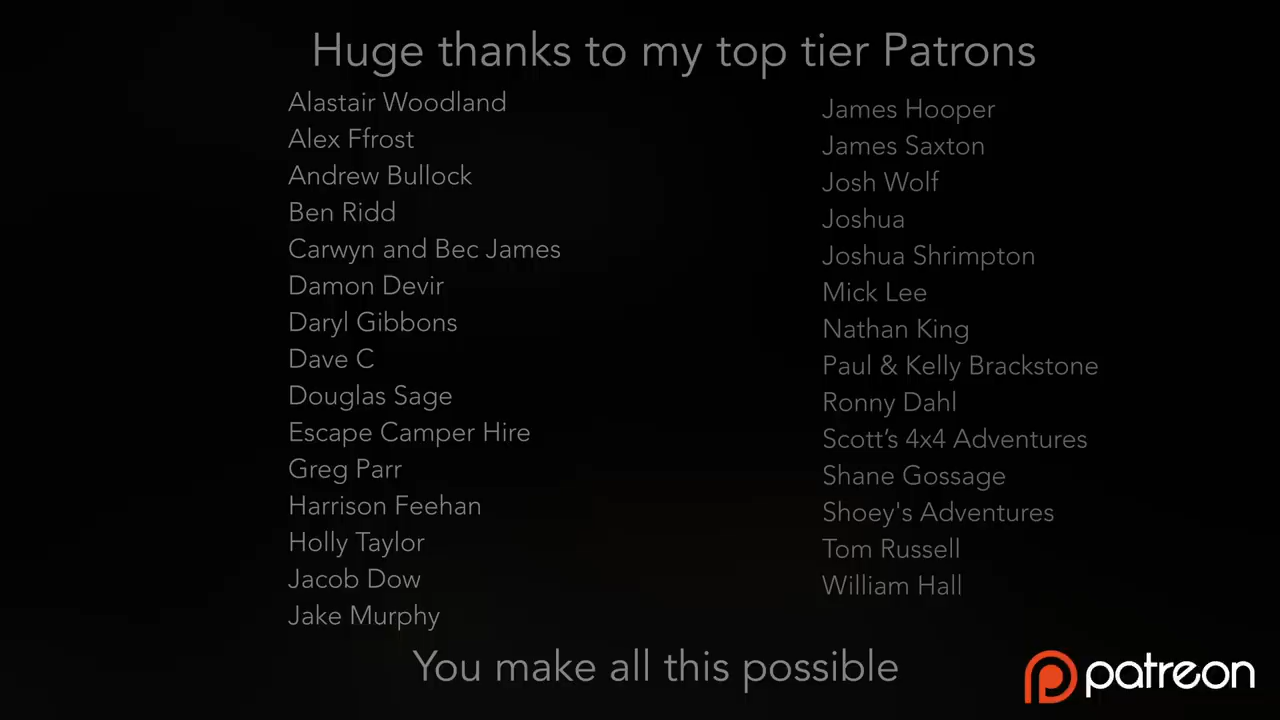 Huge thanks to my top tier Patrons
Alastair Woodland
Alex Ffrost
Andrew Bullock
Ben Ridd
Carwyn and Bec James
Damon Devir
Daryl Gibbons
Dave C
Douglas Sage
Escape Camper Hire
Greg Parr
Harrison Feehan
Holly Taylor
Jacob Dow
Jake Murphy
James Hooper
James Saxton
Josh Wolf
Joshua
Joshua Shrimpton
Mick Lee
Nathan King
Paul & Kelly Brackstone
Ronny Dahl
Scott’s 4x4 Adventures
Shane Gossage
Shoey's Adventures
Tom Russell
William Hall
You make all this possible
patreon